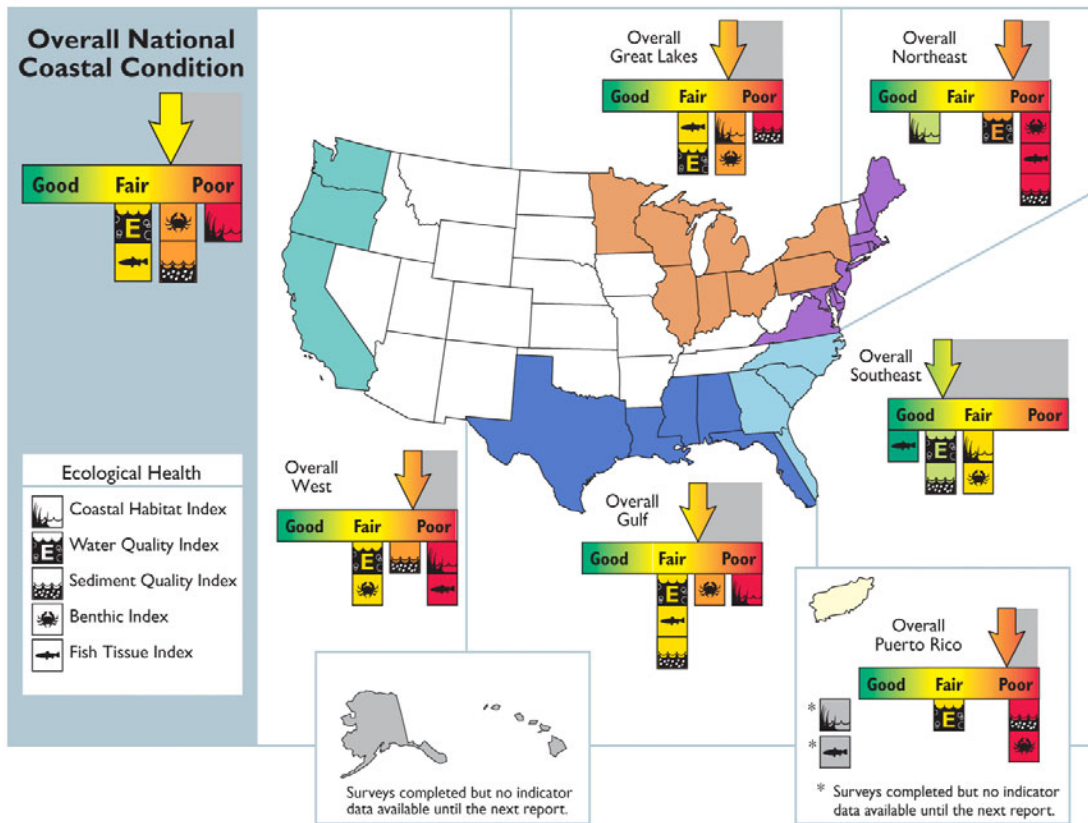 Overall National
Coastal Condition
Good Fair Poor
E
Ecological Health
Coastal Habitat Index
E
Water Quality Index
Sediment Quality Index
Benthic Index
Fish Tissue Index
Overall
Great Lakes
Good Fair Poor
E
Overall
Northeast
Good Fair Poor
E
Overall
Southeast
Good Fair Poor
E
Overall
West
Good Fair Poor
E
Overall
Gulf
Good Fair Poor
E
Surveys completed but no indicator
data available until the next report.
Overall
Puerto Rico
Good Fair Poor
*
E
*
* Surveys completed but no indicator
data available until the next report.